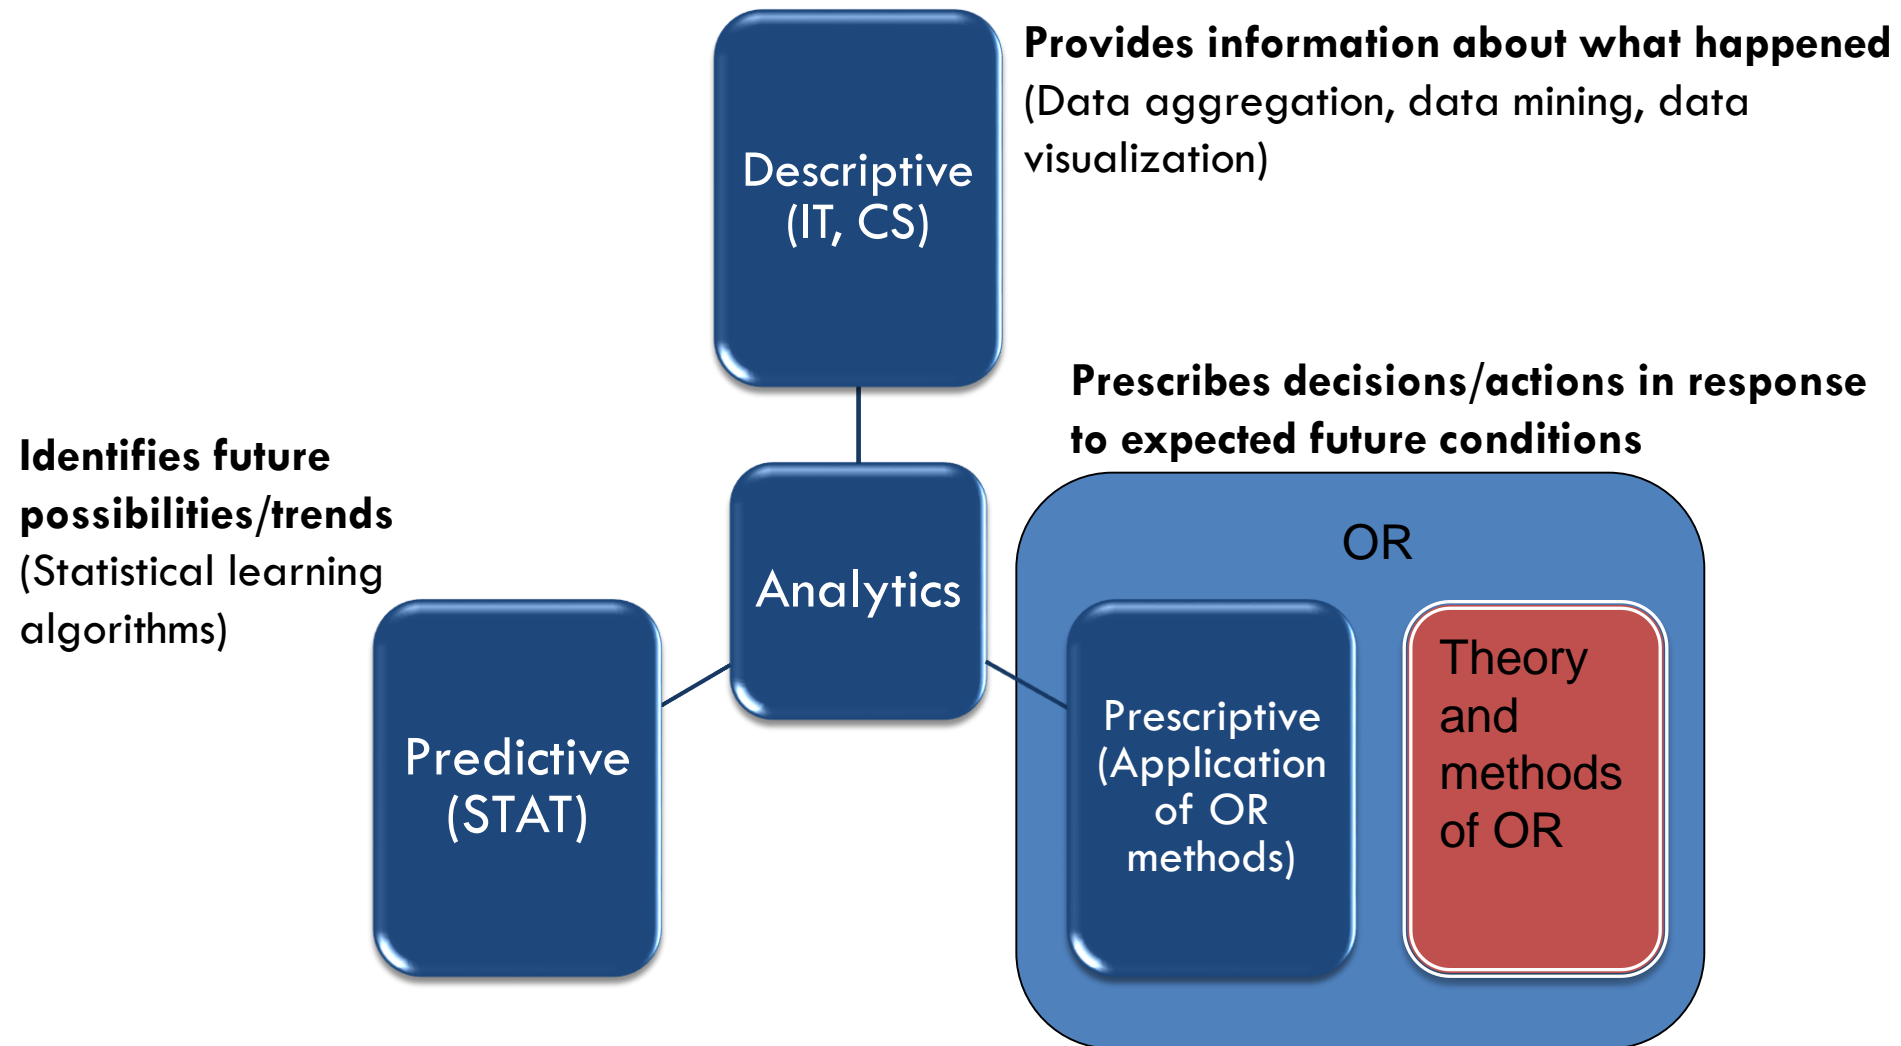 Provides information about what happened
(Data aggregation, data mining, data
visualization)
Descriptive
(IT, CS)
Prescribes decisions/actions in response
to expected future conditions
Identifies future
possibilities/trends
(Statistical learning
algorithms)
Analytics
OR
Predictive
(STAT)
Prescriptive
(Application
of OR
methods)
Theory
and
methods
of OR